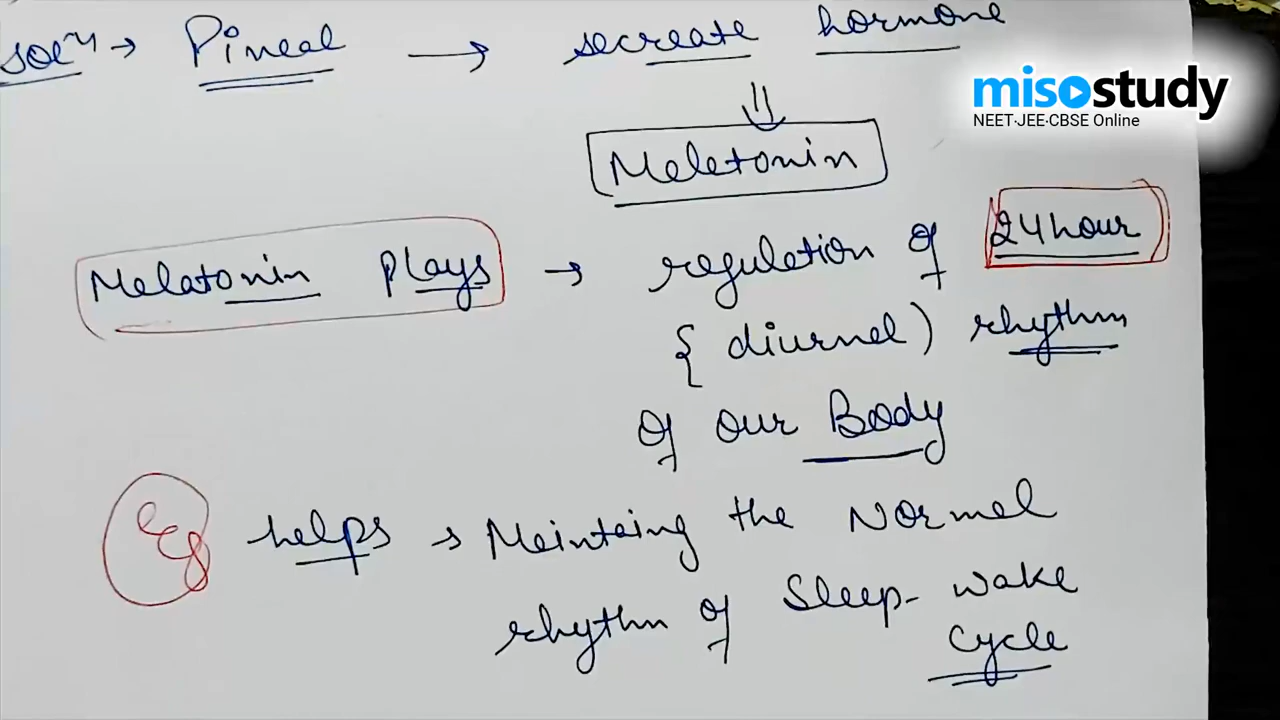 solⁿ → Pineal → secreate hormone
misostudy
NEET·JEE·CBSE Online
Meletonin
Melatonin plays → regulation of 24 hour
{ diurnel ) rhythm
of our Body
Eg helps → Meinteing the Normel
rhythm of Sleep-wake
cycle